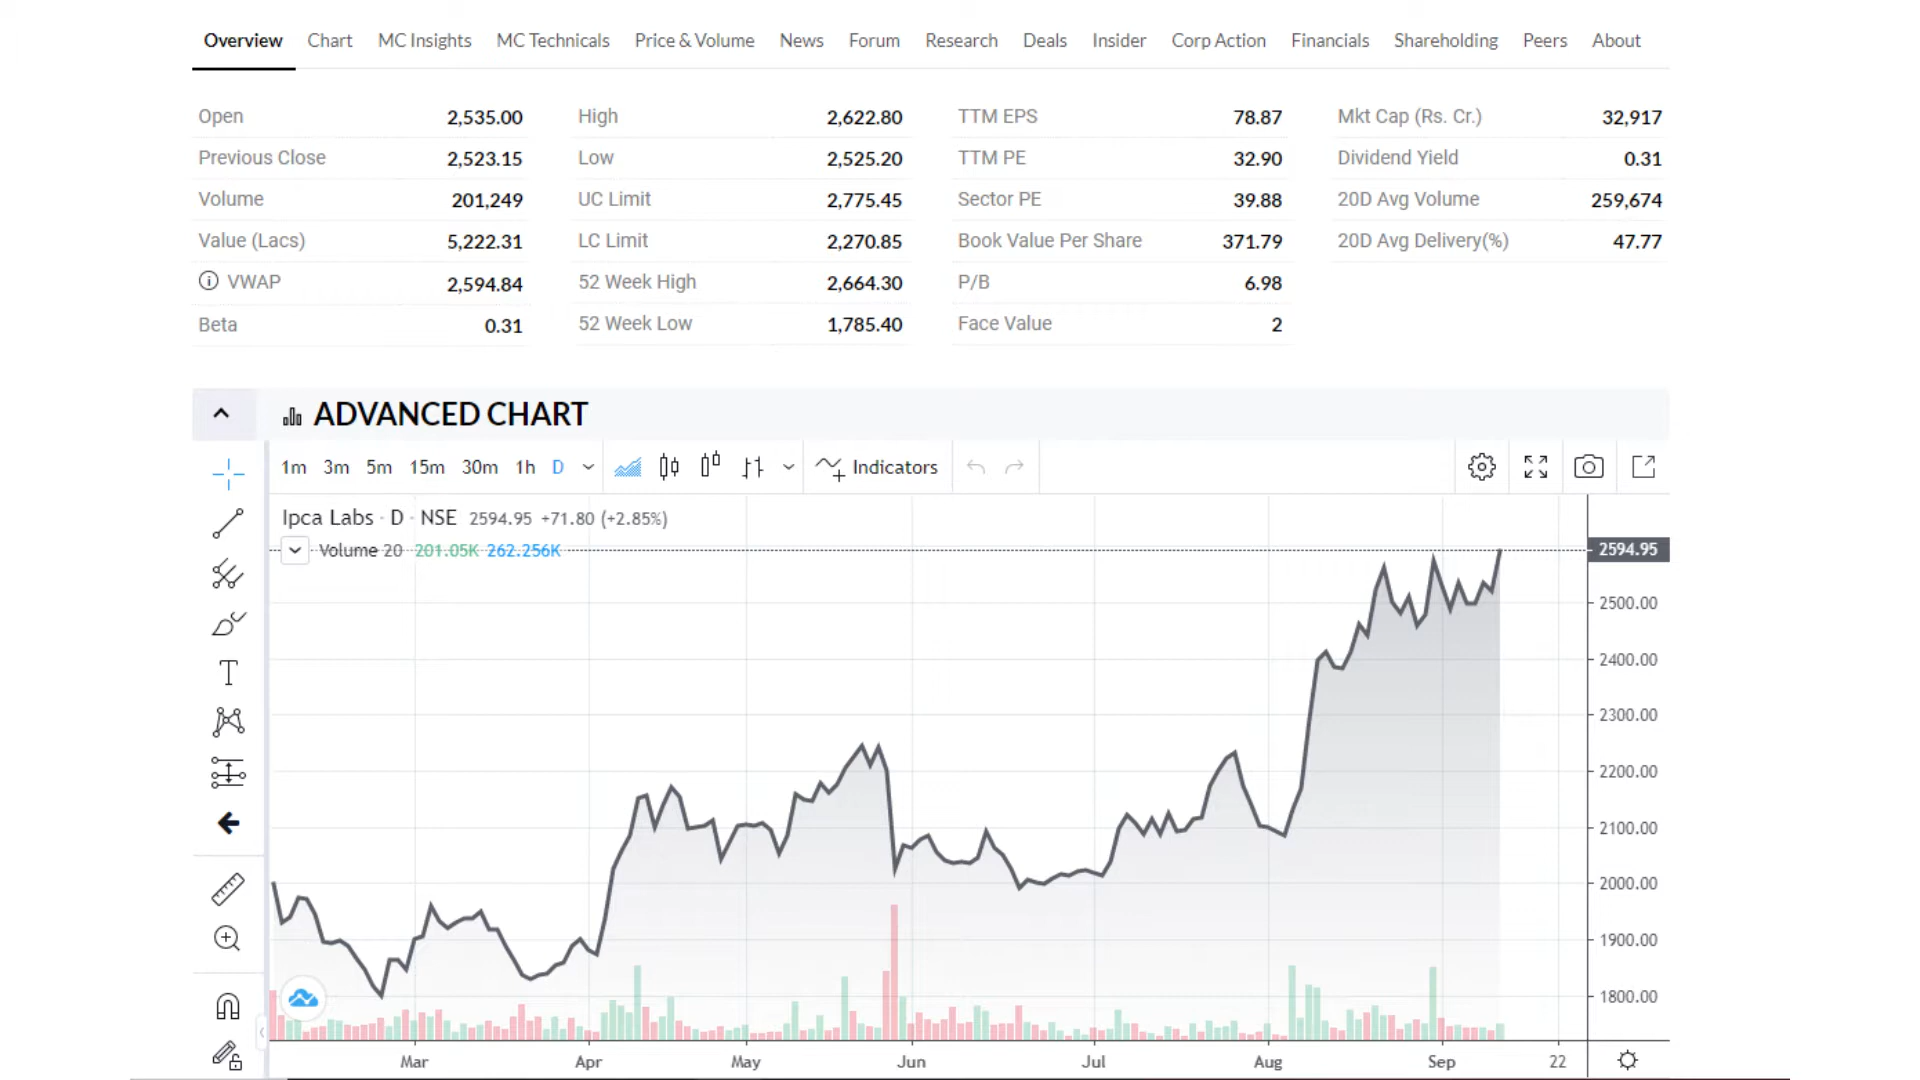 Overview Chart MC Insights MC Technicals Price & Volume News Forum Research Deals Insider Corp Action Financials Shareholding Peers About
Open 2,535.00 High 2,622.80 TTM EPS 78.87 Mkt Cap (Rs. Cr.) 32,917
Previous Close 2,523.15 Low 2,525.20 TTM PE 32.90 Dividend Yield 0.31
Volume 201,249 UC Limit 2,775.45 Sector PE 39.88 20D Avg Volume 259,674
Value (Lacs) 5,222.31 LC Limit 2,270.85 Book Value Per Share 371.79 20D Avg Delivery(%) 47.77
VWAP 2,594.84 52 Week High 2,664.30 P/B 6.98
Beta 0.31 52 Week Low 1,785.40 Face Value 2
ADVANCED CHART
1m 3m 5m 15m 30m 1h D Indicators
Ipca Labs · D · NSE 2594.95 +71.80 (+2.85%)
Volume 20 201.05K 262.256K 2594.95
2500.00
2400.00
2300.00
2200.00
2100.00
2000.00
1900.00
1800.00
Mar Apr May Jun Jul Aug Sep 22